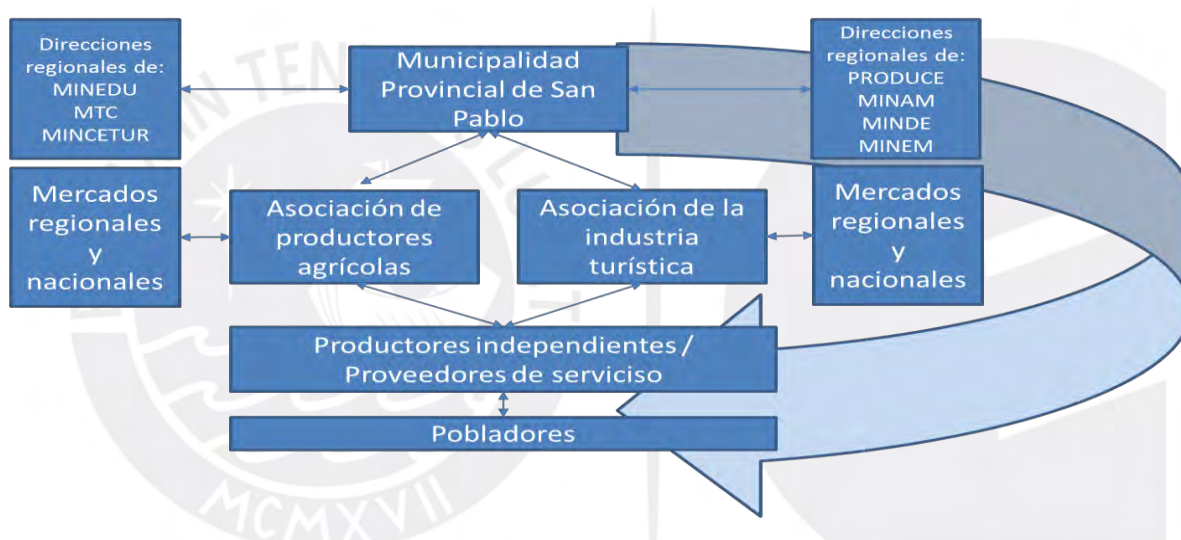 Direcciones
regionales de:
MINEDU
MTC
MINCETUR
Municipalidad
Provincial de San
Pablo
Direcciones
regionales de:
PRODUCE
MINAM
MINDE
MINEM
Mercados
regionales
y
nacionales
Asociación de
productores
agrícolas
Asociación de la
industria
turística
Mercados
regionales
y
nacionales
Productores independientes /
Proveedores de serviciso
Pobladores
MCMXVII